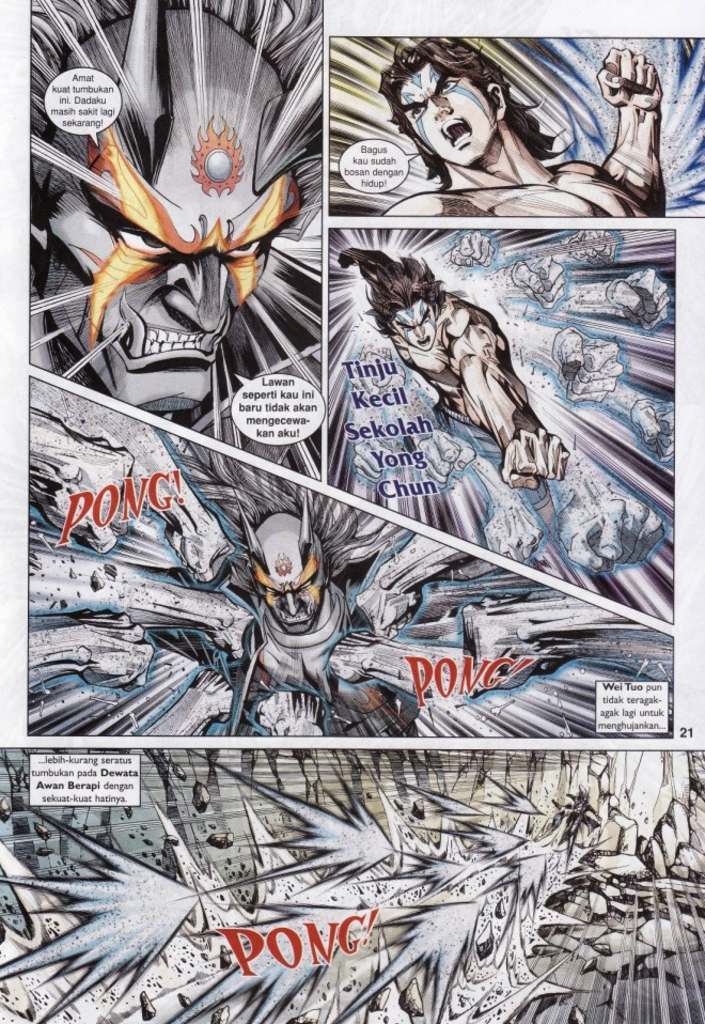 Amat
kuat tumbukan
ini. Dadaku
masih sakit lagi
sekarang!
Bagus
kau sudah
bosan dengan
hidup!
Lawan
seperti kau ini
baru tidak akan
mengecewa-
kan aku!
Tinju
Kecil
Sekolah
Yong
Chun
PONG!
PONG!
Wei Tuo pun
tidak teragak-
agak lagi untuk
menghujankan...
21
...lebih-kurang seratus
tumbukan pada Dewata
Awan Berapi dengan
sekuat-kuat hatinya.
PONG!